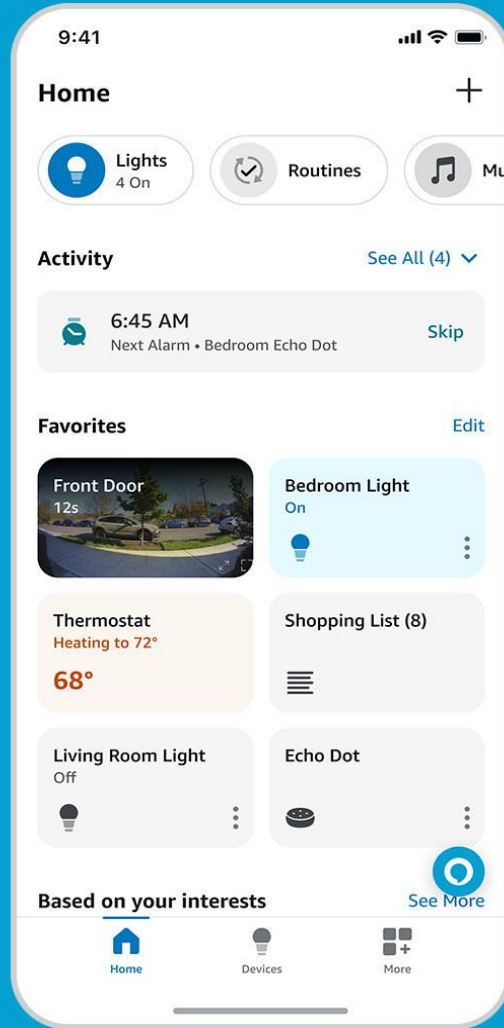 9:41
Home
Lights
4 On
Routines
Mu
Activity
See All (4)
6:45 AM
Next Alarm • Bedroom Echo Dot
Skip
Favorites
Edit
Front Door
12s
Bedroom Light
On
Thermostat
Heating to 72°
68°
Shopping List (8)
Living Room Light
Off
Echo Dot
Based on your interests
See More
Home
Devices
More